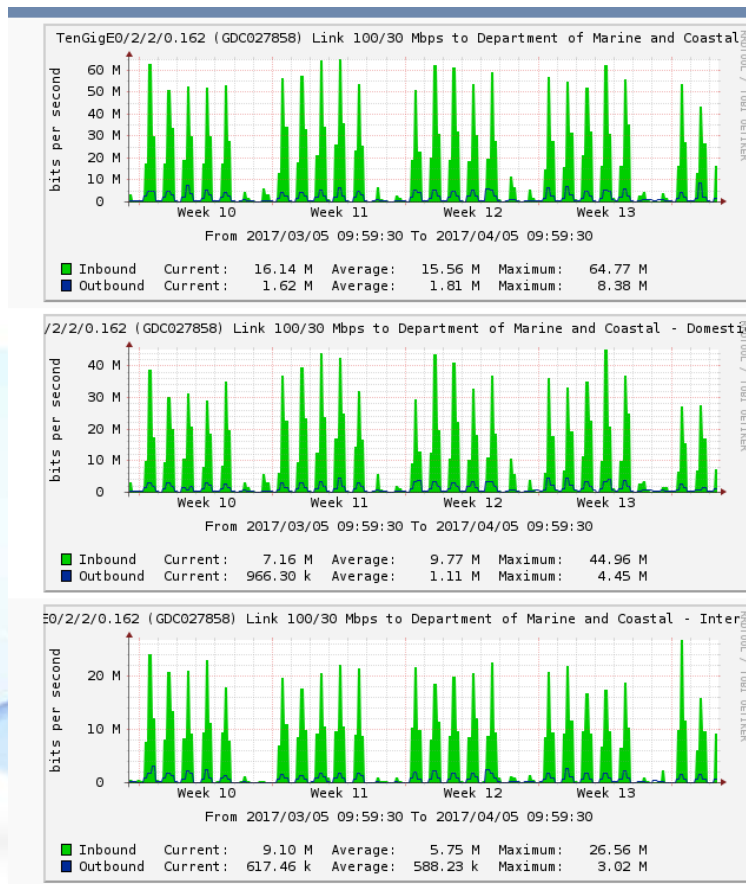 TenGigE0/2/2/0.162 (GDC027858) Link 100/30 Mbps to Department of Marine and Coastal
RRDTOOL / TOBI OETIKER
bits per second
60 M
50 M
40 M
30 M
20 M
10 M
0
Week 10 Week 11 Week 12 Week 13
From 2017/03/05 09:59:30 To 2017/04/05 09:59:30
Inbound Current: 16.14 M Average: 15.56 M Maximum: 64.77 M
Outbound Current: 1.62 M Average: 1.81 M Maximum: 8.38 M
/2/2/0.162 (GDC027858) Link 100/30 Mbps to Department of Marine and Coastal - Domesti
RRDTOOL / TOBI OETIKER
bits per second
40 M
30 M
20 M
10 M
0
Week 10 Week 11 Week 12 Week 13
From 2017/03/05 09:59:30 To 2017/04/05 09:59:30
Inbound Current: 7.16 M Average: 9.77 M Maximum: 44.96 M
Outbound Current: 966.30 k Average: 1.11 M Maximum: 4.45 M
E0/2/2/0.162 (GDC027858) Link 100/30 Mbps to Department of Marine and Coastal - Inter
RRDTOOL / TOBI OETIKER
bits per second
20 M
10 M
0
Week 10 Week 11 Week 12 Week 13
From 2017/03/05 09:59:30 To 2017/04/05 09:59:30
Inbound Current: 9.10 M Average: 5.75 M Maximum: 26.56 M
Outbound Current: 617.46 k Average: 588.23 k Maximum: 3.02 M